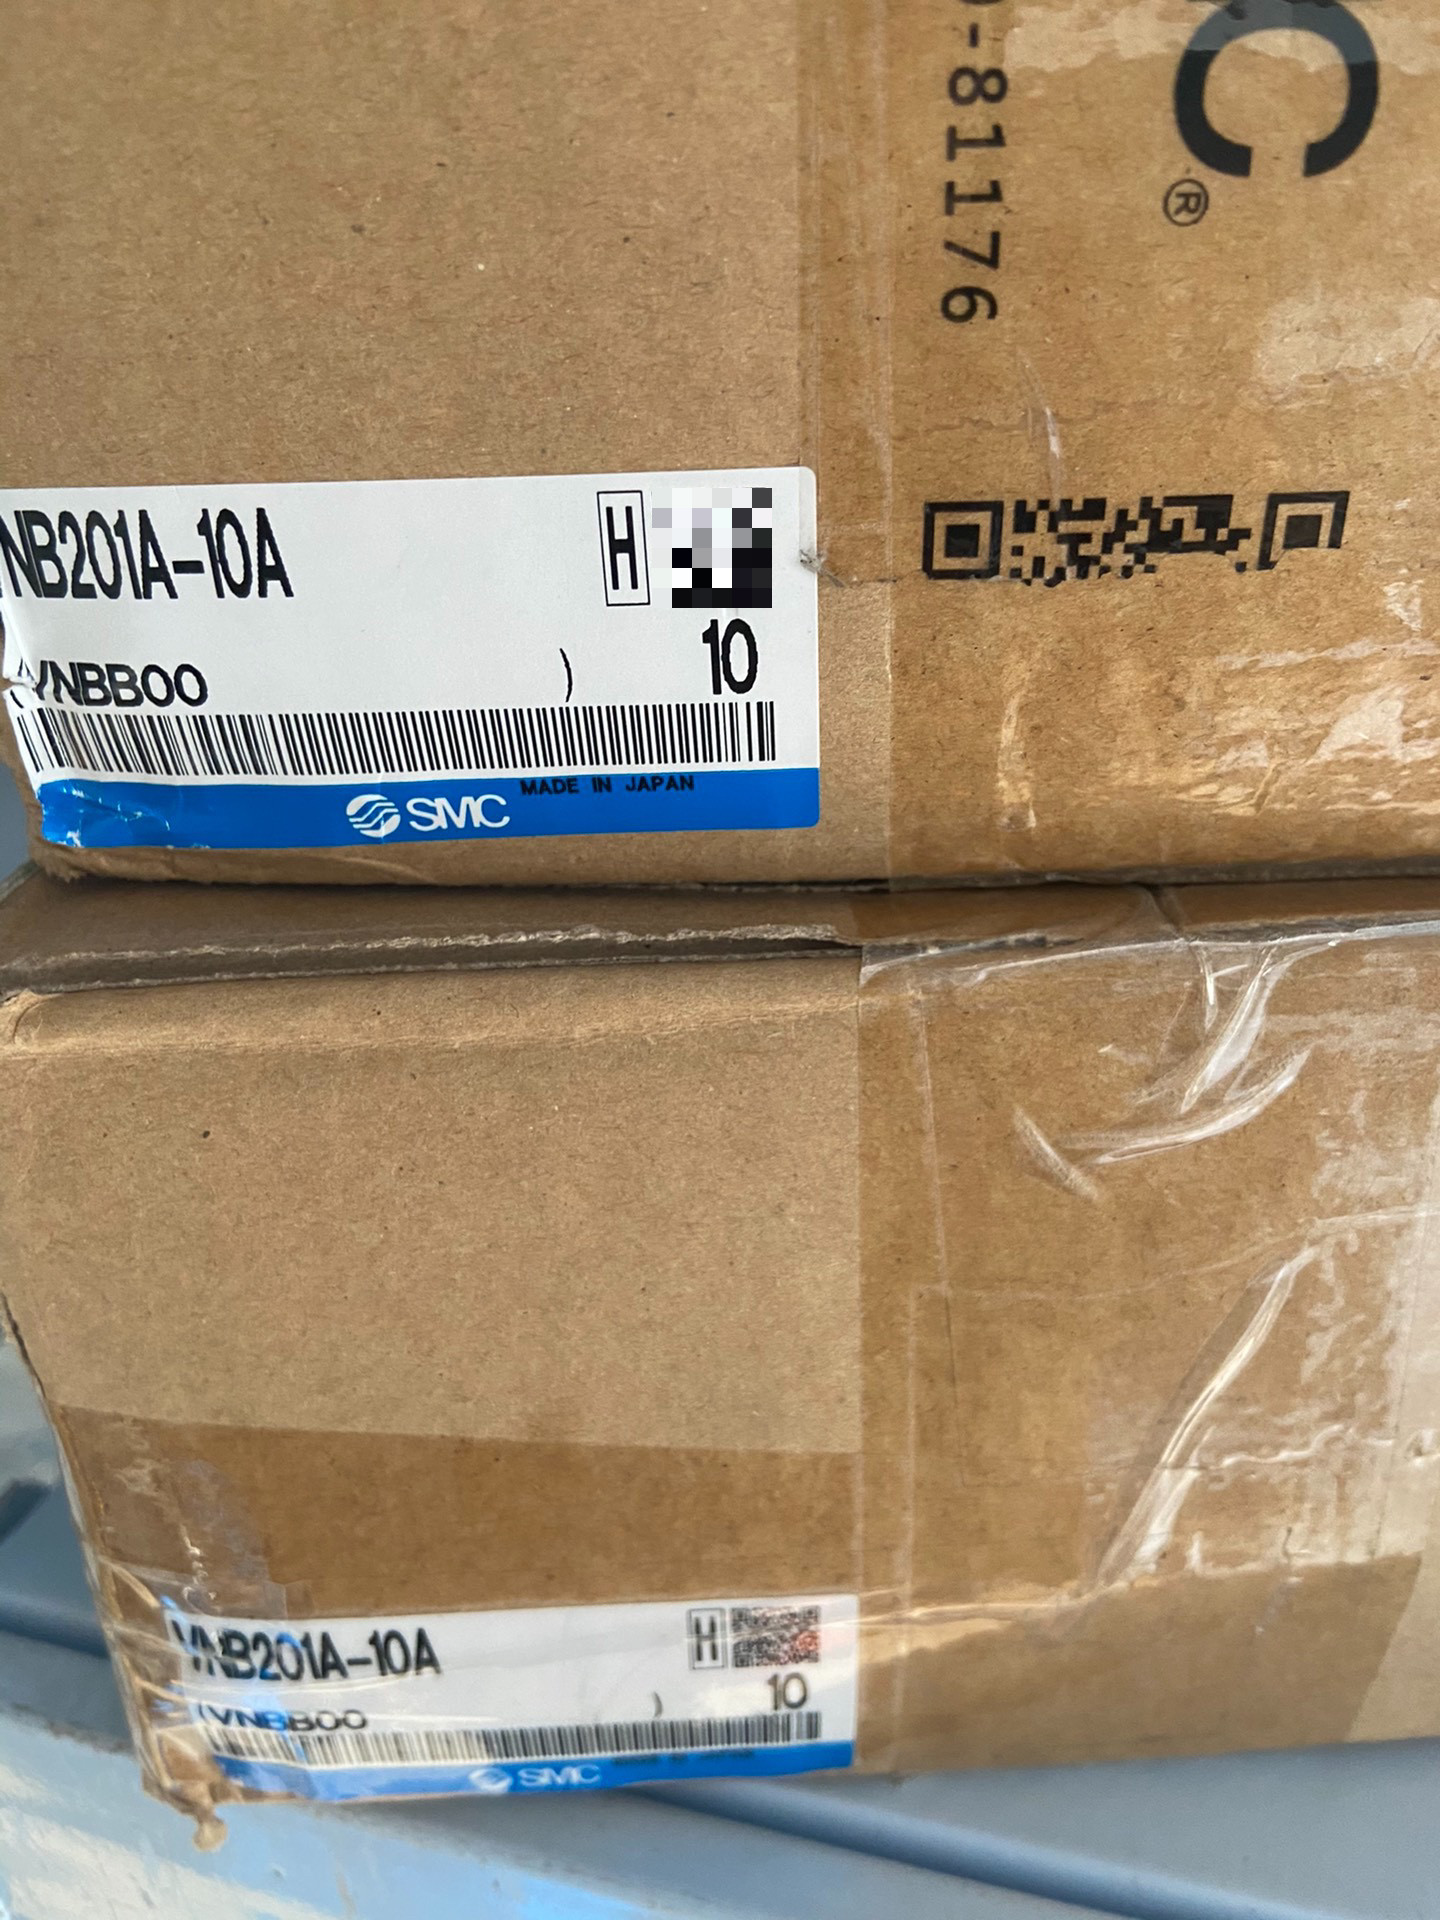 C®
-81176
NB201A-10A H
10
(VNBB00 )
SMC MADE IN JAPAN
VNB201A-10A H
10
(VNBB00 )
SMC